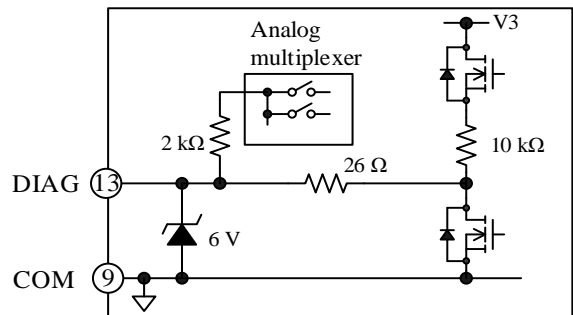 Analog
multiplexer
V3
2 kΩ
10 kΩ
26 Ω
DIAG 13
6 V
COM 9